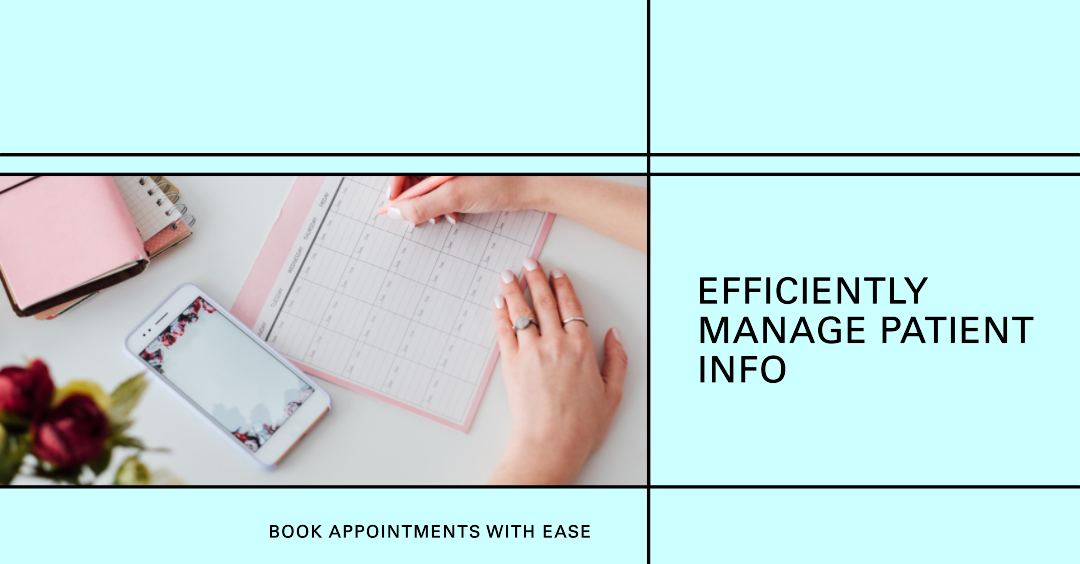 EFFICIENTLY
MANAGE PATIENT
INFO
BOOK APPOINTMENTS WITH EASE